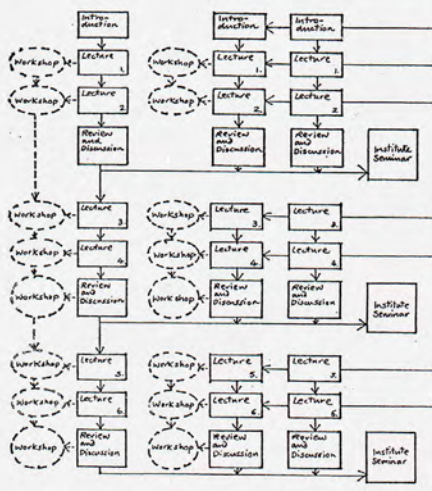 Intro-
duction
Intro-
duction
Intro-
duction
Workshop
Lecture
1.
Workshop
Lecture
1.
Lecture
1.
Workshop
Lecture
2
Workshop
Lecture
2.
Lecture
2.
Review
and
Discussion
Review
and
Discussion
Review
and
Discussion
Institute
Seminar
Workshop
Lecture
3.
Workshop
Lecture
3.
Lecture
3.
Workshop
Lecture
4.
Workshop
Lecture
4.
Lecture
4.
Workshop
Review
and
Discussion
Workshop
Review
and
Discussion
Review
and
Discussion
Institute
Seminar
Workshop
Lecture
5.
Workshop
Lecture
5.
Lecture
5.
Workshop
Lecture
6.
Workshop
Lecture
6.
Lecture
6.
Workshop
Review
and
Discussion
Workshop
Review
and
Discussion
Review
and
Discussion
Institute
Seminar